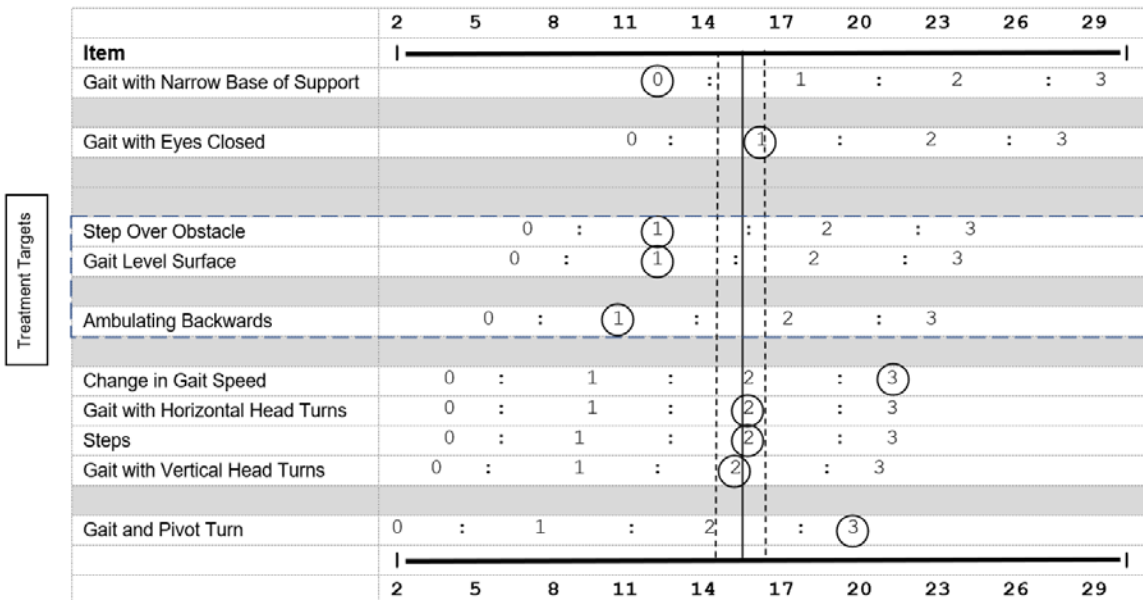 2 5 8 11 14 17 20 23 26 29
Item
Gait with Narrow Base of Support 0 : 1 : 2 : 3
Gait with Eyes Closed 0 : 1 : 2 : 3
Treatment Targets
Step Over Obstacle 0 : 1 : 2 : 3
Gait Level Surface 0 : 1 : 2 : 3
Ambulating Backwards 0 : 1 : 2 : 3
Change in Gait Speed 0 : 1 : 2 : 3
Gait with Horizontal Head Turns 0 : 1 : 2 : 3
Steps 0 : 1 : 2 : 3
Gait with Vertical Head Turns 0 : 1 : 2 : 3
Gait and Pivot Turn 0 : 1 : 2 : 3
2 5 8 11 14 17 20 23 26 29